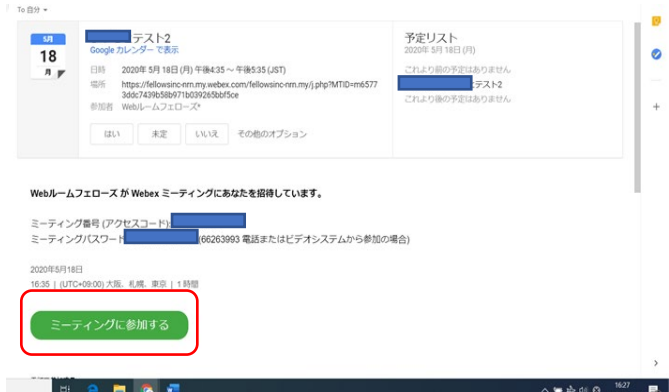 To 自分
5月
18
月
テスト2
Google カレンダー で表示
日時 2020年 5月 18日 (月) 午後4:35 ～ 午後5:35 (JST)
場所 https://fellowsinc-nrn.my.webex.com/fellowsinc-nrn.my/j.php?MTID=m6577
3ddc7439b58b971b039265bbf5ce
参加者 Webルームフェローズ*
はい 未定 いいえ その他のオプション
予定リスト
2020年 5月 18日 (月)
これより前の予定はありません
テスト2
これより後の予定はありません
Webルームフェローズ が Webex ミーティングにあなたを招待しています。
ミーティング番号 (アクセスコード):
ミーティングパスワード (66263993 電話またはビデオシステムから参加の場合)
2020年5月18日
16:35 | (UTC+09:00) 大阪、札幌、東京 | 1 時間
ミーティングに参加する
16:27